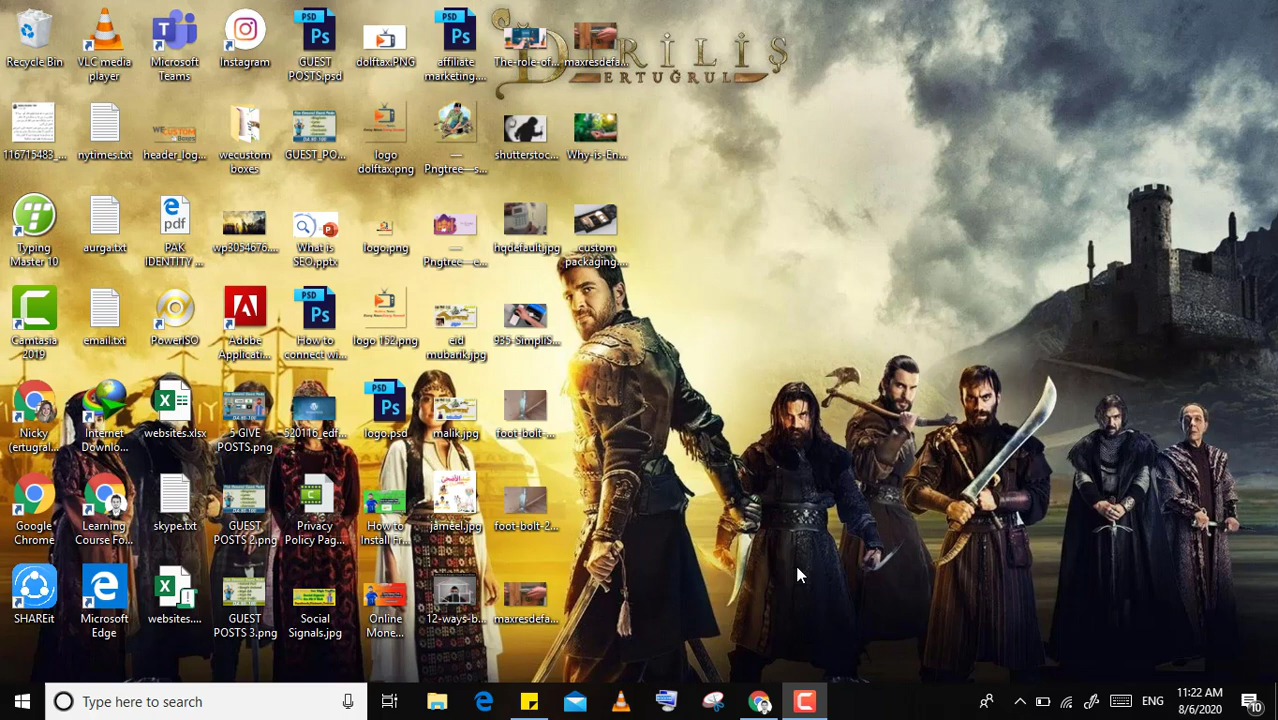 DİRİLİŞ
ERTUĞRUL
Recycle Bin
VLC media
player
Microsoft
Teams
Instagram
GUEST
POSTS.psd
dolftax.PNG
affiliate
marketing....
The-role-of-...
maxresdefa...
116715483_...
nytimes.txt
header_log...
wecustom
boxes
GUEST_PO...
logo
dolftax.png
—
Pngtree—s...
shutterstoc...
Why-is-En...
Typing
Master 10
aurga.txt
PAK
IDENTITY ...
wp3054676....
What is
SEO.pptx
logo.png
—
Pngtree—e...
hqdefault.jpg
custom
packaging....
Camtasia
2019
email.txt
PowerISO
Adobe
Applicati...
How to
connect wi...
logo 152.png
eid
mubarik.jpg
935-SimpliS...
Nicky
(ertugral...
Internet
Downlo...
websites.xlsx
5 GIVE
POSTS.png
520116_edf...
logo.psd
malik.jpg
foot-bolt-...
Google
Chrome
Learning
Course Fo...
skype.txt
GUEST
POSTS 2.png
Privacy
Policy Pag...
How to
Install Fr...
jameel.jpg
foot-bolt-2...
SHAREit
Microsoft
Edge
websites....
GUEST
POSTS 3.png
Social
Signals.jpg
Online
Mone...
12-ways-b...
maxresdefa...
Type here to search
ENG
11:22 AM
8/6/2020
10